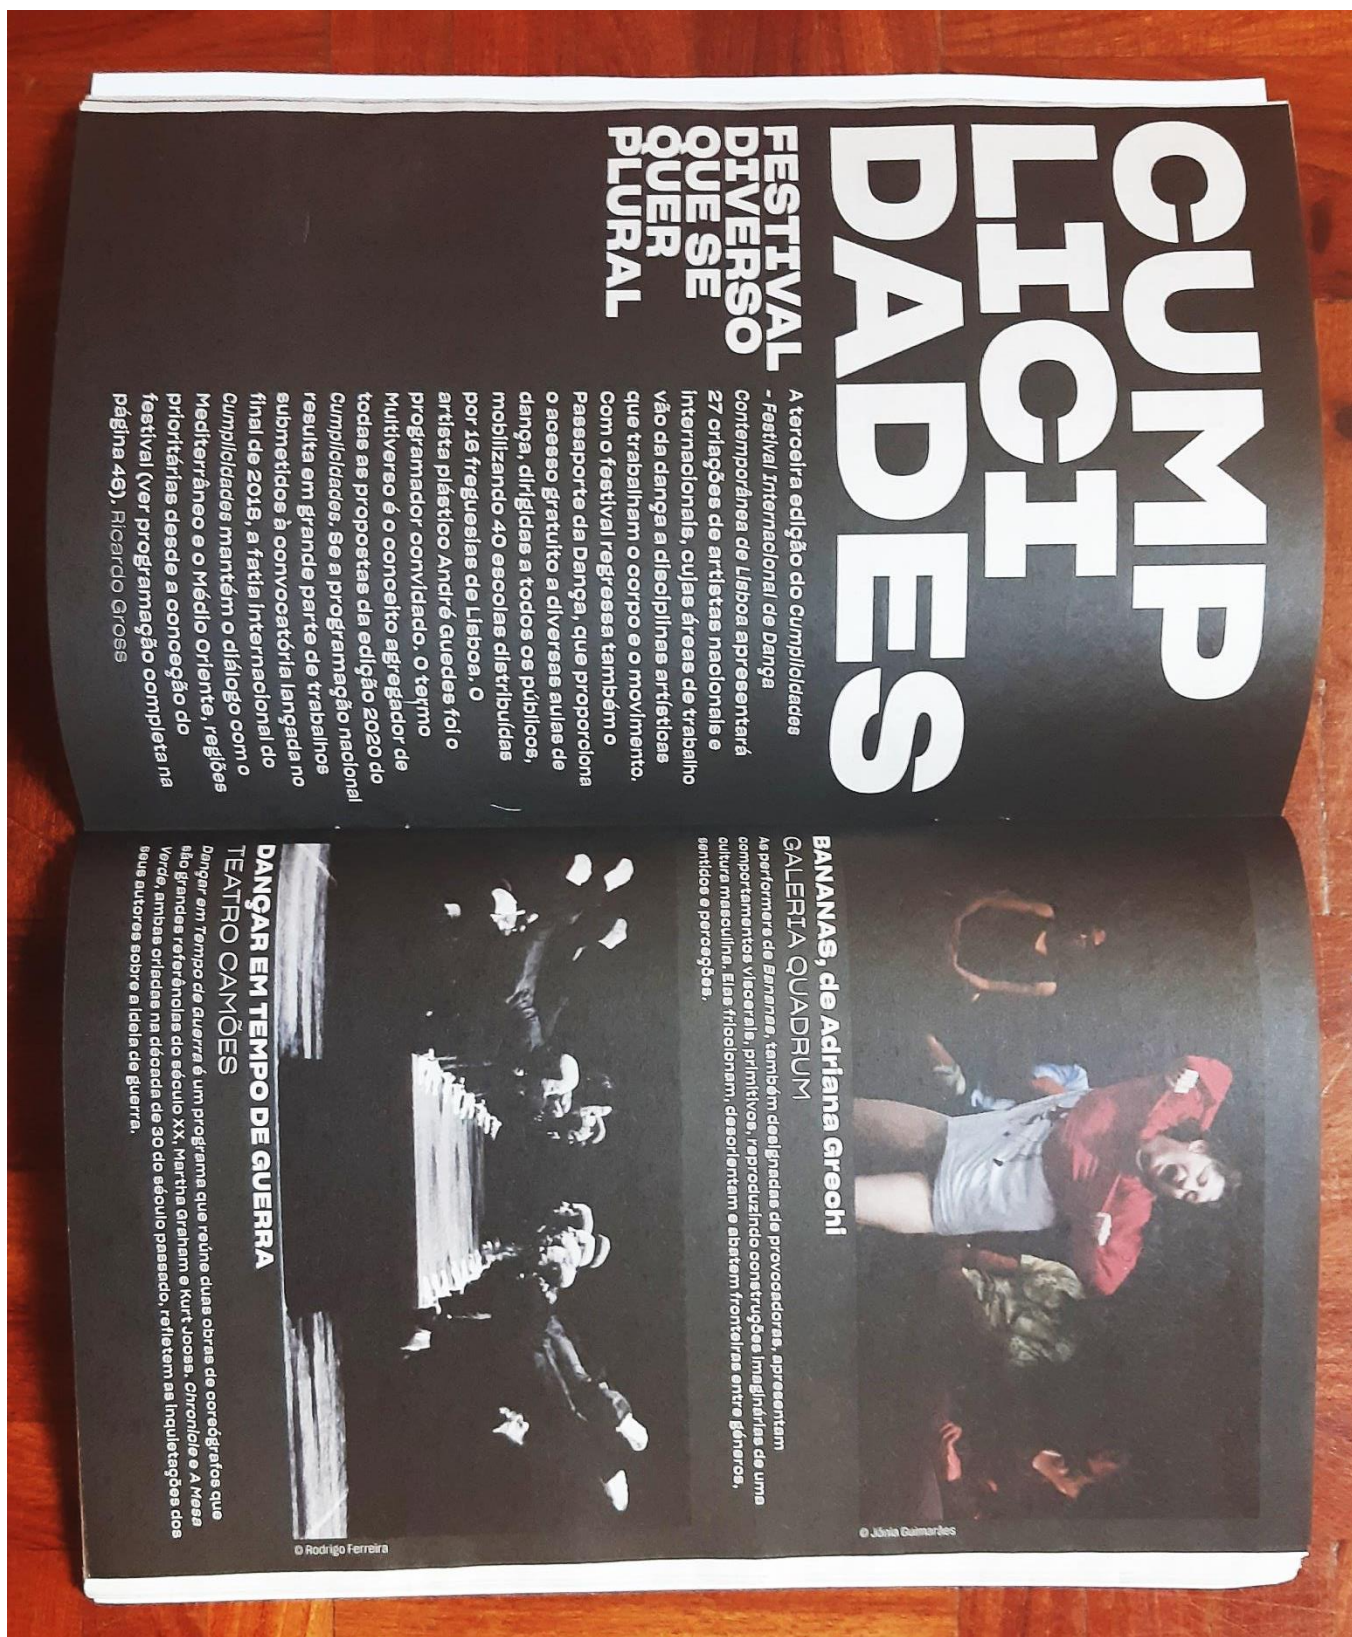 CUMP
LICI
DADES
FESTIVAL
DIVERSO
QUE SE
QUER
PLURAL
A terceira edição do Cumplicidades
– Festival Internacional de Dança
Contemporânea de Lisboa apresentará
27 criações de artistas nacionais e
internacionais, cujas áreas de trabalho
vão da dança a disciplinas artísticas
que trabalham o corpo e o movimento.
Com o festival regressa também o
Passaporte da Dança, que proporciona
o acesso gratuito a diversas aulas de
dança, dirigidas a todos os públicos,
mobilizando 40 escolas distribuídas
por 16 freguesias de Lisboa. O
artista plástico André Guedes foi o
programador convidado. O termo
Multiverso é o conceito agregador de
todas as propostas da edição 2020 do
Cumplicidades. Se a programação nacional
resulta em grande parte de trabalhos
submetidos à convocatória lançada no
final de 2018, a fatia internacional do
Cumplicidades mantém o diálogo com o
Mediterrâneo e o Médio Oriente, regiões
prioritárias desde a conceção do
festival (ver programação completa na
página 46). Ricardo Gross
© Jônia Guimarães
BANANAS, de Adriana Grechi
GALERIA QUADRUM
As performers de Bananas, também designadas de provocadoras, apresentam
comportamentos viscerais, primitivos, reproduzindo construções imaginárias de uma
cultura masculina. Elas friccionam, desorientam e abatem fronteiras entre géneros,
sentidos e perceções.
© Rodrigo Ferreira
DANÇAR EM TEMPO DE GUERRA
TEATRO CAMÕES
Dançar em Tempo de Guerra é um programa que reúne duas obras de coreógrafos que
são grandes referências do século XX, Martha Graham e Kurt Jooss. Chronicle e A Mesa
Verde, ambas criadas na década de 30 do século passado, refletem as inquietações dos
seus autores sobre a ideia de guerra.